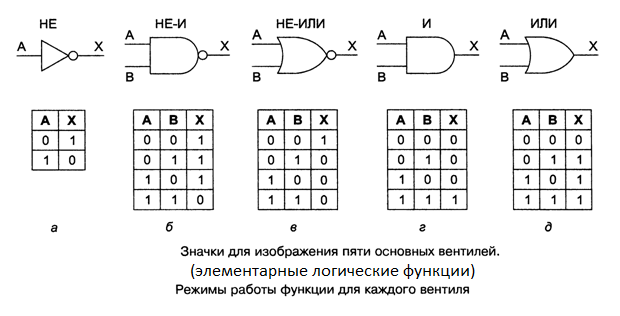 НЕ НЕ-И НЕ-ИЛИ И ИЛИ
A X A X A X A X A X
B B B B
A X A B X A B X A B X A B X
0 1 0 0 1 0 0 1 0 0 0 0 0 0
1 0 0 1 1 0 1 0 0 1 0 0 1 1
1 0 1 1 0 0 1 0 0 1 0 1
1 1 0 1 1 0 1 1 1 1 1 1
а б в г д
Значки для изображения пяти основных вентилей.
(элементарные логические функции)
Режимы работы функции для каждого вентиля